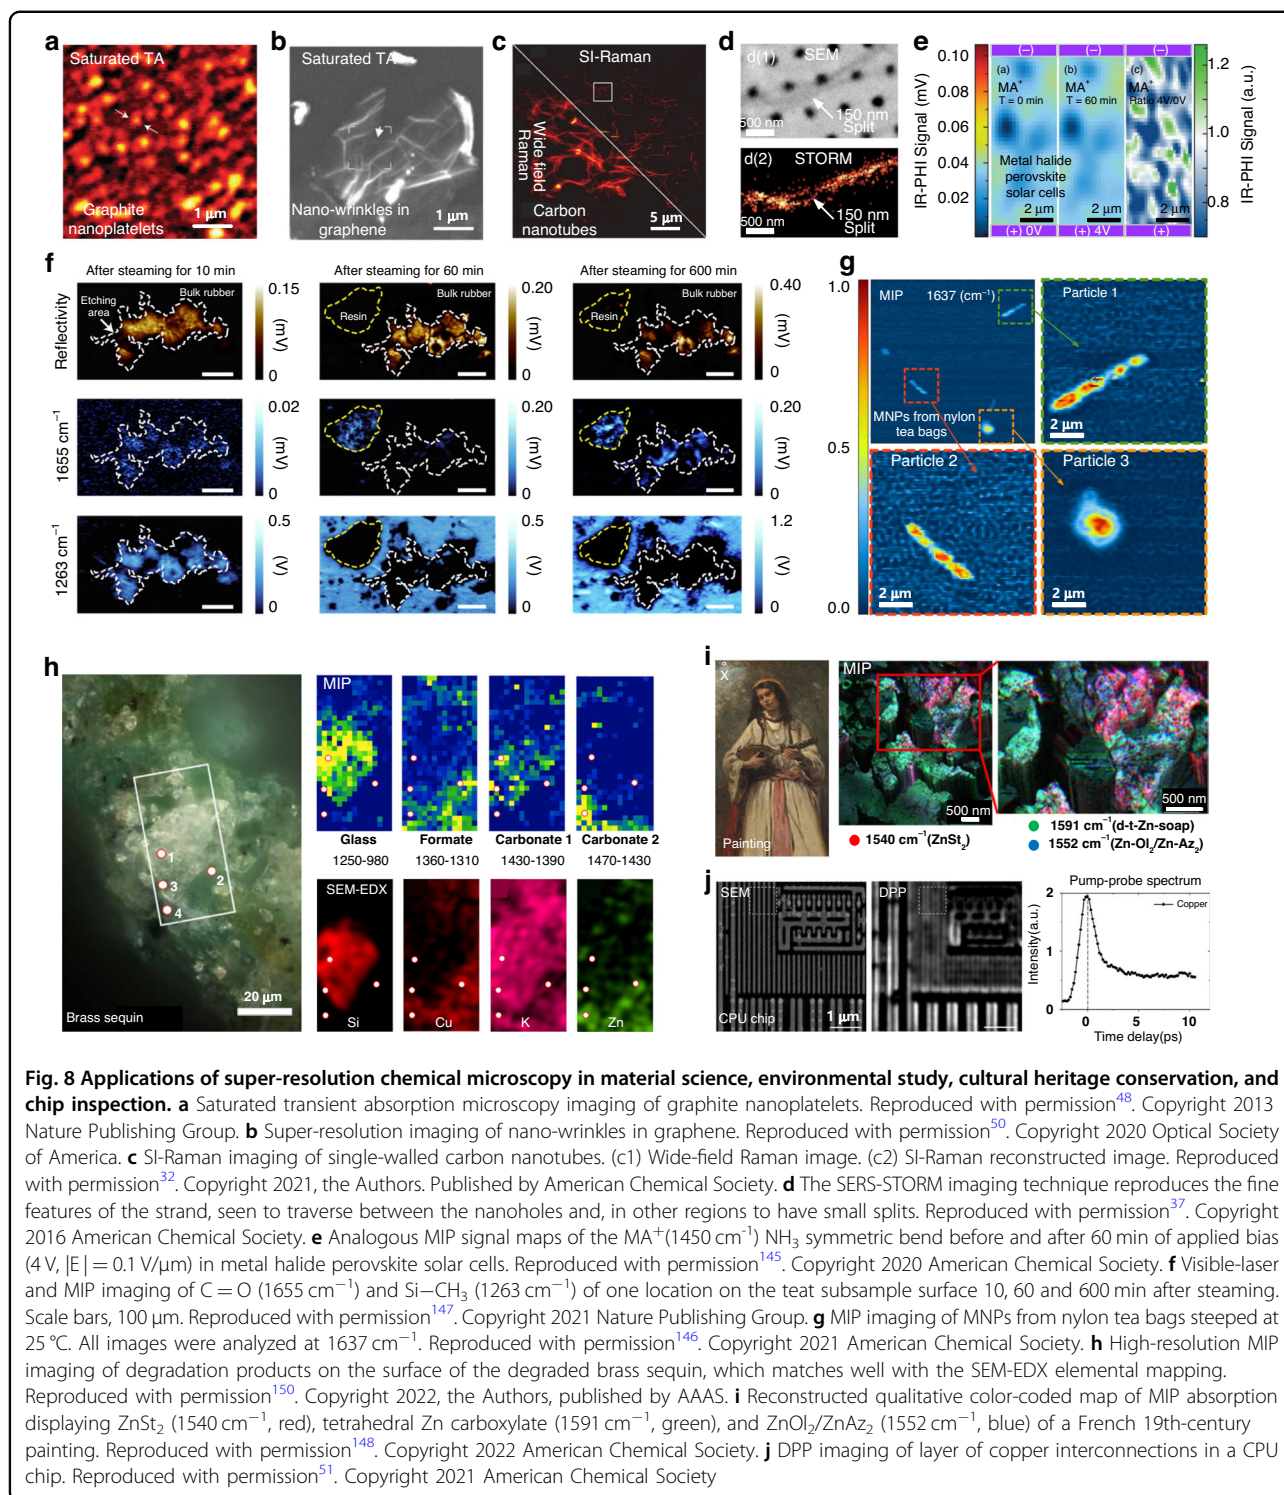 a
Saturated TA
Graphite
nanoplatelets
1 μm
b
Saturated TA
Nano-wrinkles in
graphene
1 μm
c
SI-Raman
Wide field
Raman
Carbon
nanotubes
5 μm
d
d(1)
SEM
500 nm
150 nm
Split
d(2)
STORM
500 nm
150 nm
Split
e
IR-PHI Signal (mV)
0.10
0.08
0.06
0.04
0.02
(−)
(−)
(−)
(a)
MA+
T = 0 min
(b)
MA+
T = 60 min
(c)
MA+
Ratio 4V/0V
Metal halide
perovskite
solar cells
2 μm
2 μm
2 μm
(+) 0V
(+) 4V
(+)
1.2
1.0
0.8
IR-PHI Signal (a.u.)
f
After steaming for 10 min
After steaming for 60 min
After steaming for 600 min
Reflectivity
Etching
area
Bulk rubber
0.15
(mV)
0
Resin
Bulk rubber
0.20
(mV)
0
Resin
Bulk rubber
0.40
(mV)
0
1655 cm⁻¹
0.02
(mV)
0
0.20
(mV)
0
0.20
(mV)
0
1263 cm⁻¹
0.5
(V)
0
0.5
(V)
0
1.2
(V)
0
g
1.0
0.5
0.0
MIP
1637 (cm⁻¹)
MNPs from nylon
tea bags
Particle 1
2 μm
Particle 2
2 μm
Particle 3
2 μm
h
1
2
3
4
20 μm
Brass sequin
MIP
Glass
1250-980
Formate
1360-1310
Carbonate 1
1430-1390
Carbonate 2
1470-1430
SEM-EDX
Si
Cu
K
Zn
i
X
Painting
MIP
500 nm
500 nm
1540 cm⁻¹(ZnSt₂)
1591 cm⁻¹(d-t-Zn-soap)
1552 cm⁻¹(Zn-Ol₂/Zn-Az₂)
j
SEM
CPU chip
1 μm
DPP
Pump-probe spectrum
Copper
Intensity(a.u.)
2
1
0
0
5
10
Time delay(ps)
Fig. 8 Applications of super-resolution chemical microscopy in material science, environmental study, cultural heritage conservation, and
chip inspection. a Saturated transient absorption microscopy imaging of graphite nanoplatelets. Reproduced with permission⁴⁸. Copyright 2013
Nature Publishing Group. b Super-resolution imaging of nano-wrinkles in graphene. Reproduced with permission⁵⁰. Copyright 2020 Optical Society
of America. c SI-Raman imaging of single-walled carbon nanotubes. (c1) Wide-field Raman image. (c2) SI-Raman reconstructed image. Reproduced
with permission³². Copyright 2021, the Authors. Published by American Chemical Society. d The SERS-STORM imaging technique reproduces the fine
features of the strand, seen to traverse between the nanoholes and, in other regions to have small splits. Reproduced with permission³⁷. Copyright
2016 American Chemical Society. e Analogous MIP signal maps of the MA⁺(1450 cm⁻¹) NH₃ symmetric bend before and after 60 min of applied bias
(4 V, |E | = 0.1 V/μm) in metal halide perovskite solar cells. Reproduced with permission¹⁴⁵. Copyright 2020 American Chemical Society. f Visible-laser
and MIP imaging of C = O (1655 cm⁻¹) and Si−CH₃ (1263 cm⁻¹) of one location on the teat subsample surface 10, 60 and 600 min after steaming.
Scale bars, 100 μm. Reproduced with permission¹⁴⁷. Copyright 2021 Nature Publishing Group. g MIP imaging of MNPs from nylon tea bags steeped at
25 °C. All images were analyzed at 1637 cm⁻¹. Reproduced with permission¹⁴⁶. Copyright 2021 American Chemical Society. h High-resolution MIP
imaging of degradation products on the surface of the degraded brass sequin, which matches well with the SEM-EDX elemental mapping.
Reproduced with permission¹⁵⁰. Copyright 2022, the Authors, published by AAAS. i Reconstructed qualitative color-coded map of MIP absorption
displaying ZnSt₂ (1540 cm⁻¹, red), tetrahedral Zn carboxylate (1591 cm⁻¹, green), and ZnOl₂/ZnAz₂ (1552 cm⁻¹, blue) of a French 19th-century
painting. Reproduced with permission¹⁴⁸. Copyright 2022 American Chemical Society. j DPP imaging of layer of copper interconnections in a CPU
chip. Reproduced with permission⁵¹. Copyright 2021 American Chemical Society